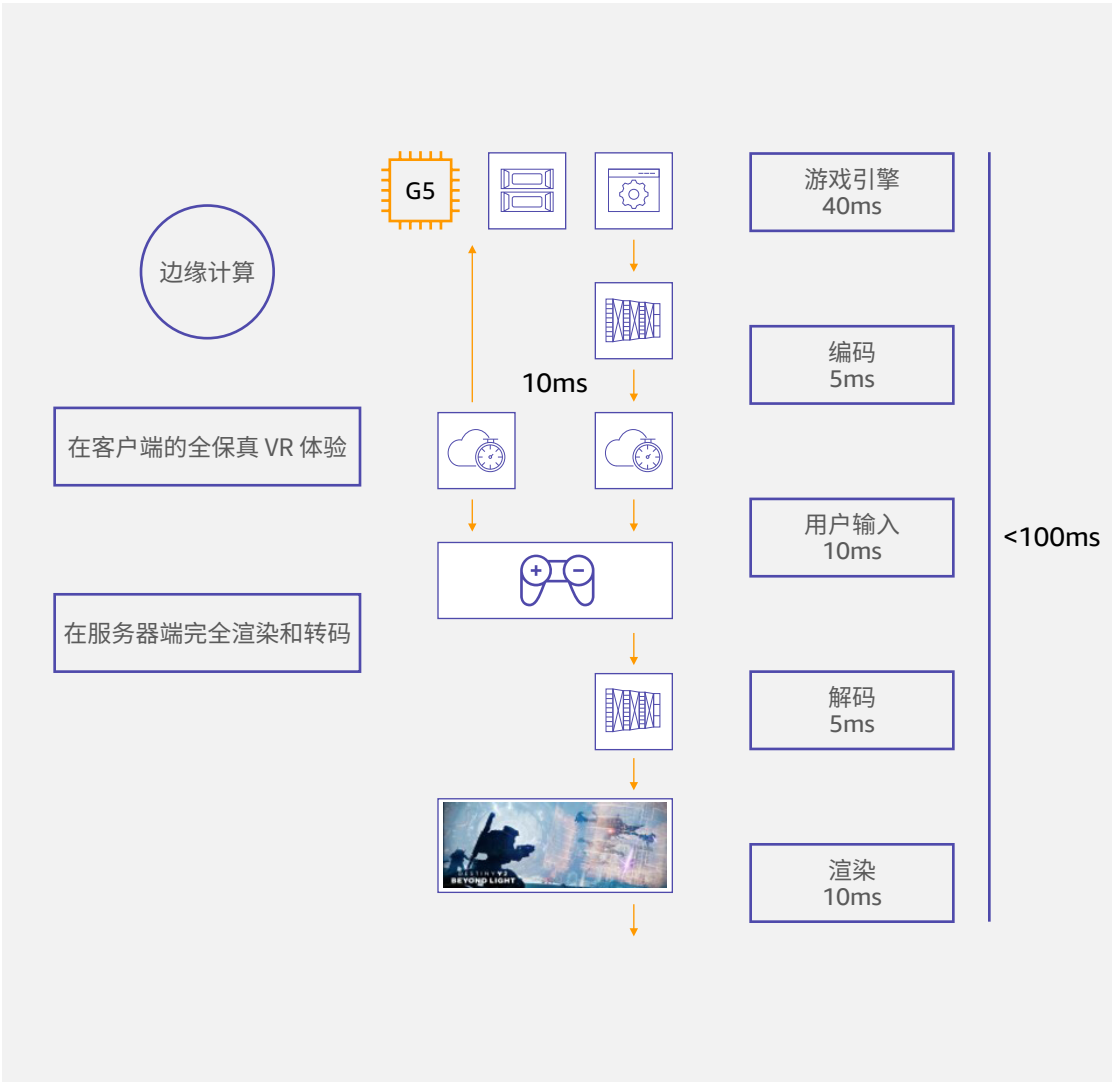 G5
游戏引擎
40ms
边缘计算
编码
5ms
10ms
在客户端的全保真 VR 体验
用户输入
10ms
<100ms
在服务器端完全渲染和转码
解码
5ms
DESTINY 2
BEYOND LIGHT
渲染
10ms